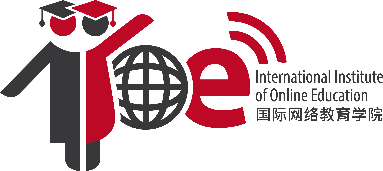 International Institute
of Online Education
国际网络教育学院